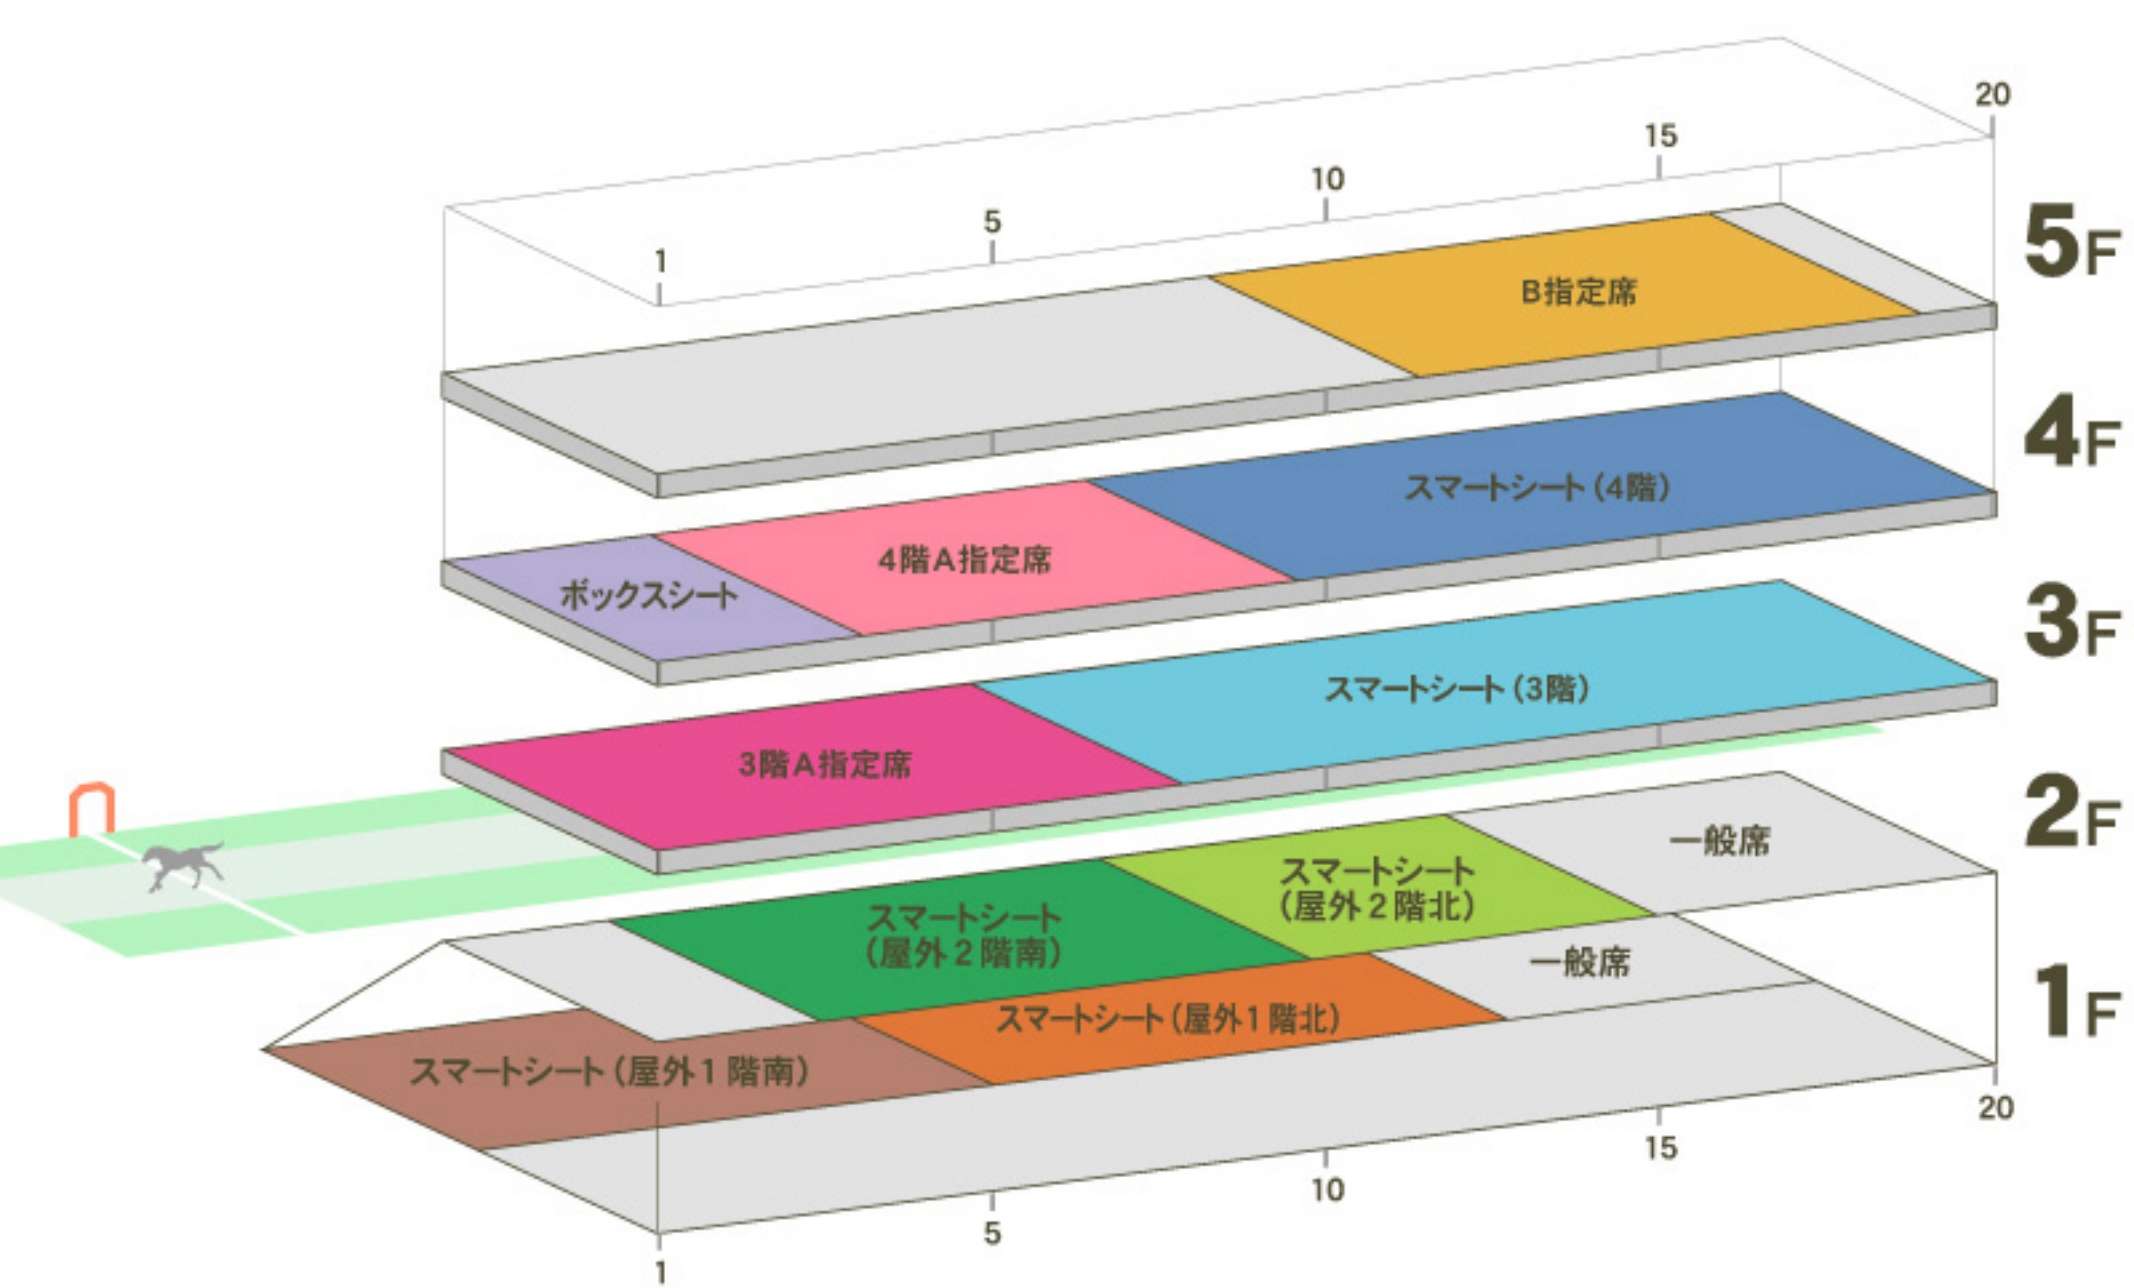 20
15
10
5
1
5F
B指定席
4F
スマートシート（4階）
4階A指定席
ボックスシート
3F
スマートシート（3階）
3階A指定席
2F
一般席
スマートシート
（屋外2階北）
スマートシート
（屋外2階南）
1F
一般席
スマートシート（屋外1階北）
スマートシート（屋外1階南）
20
15
10
5
1